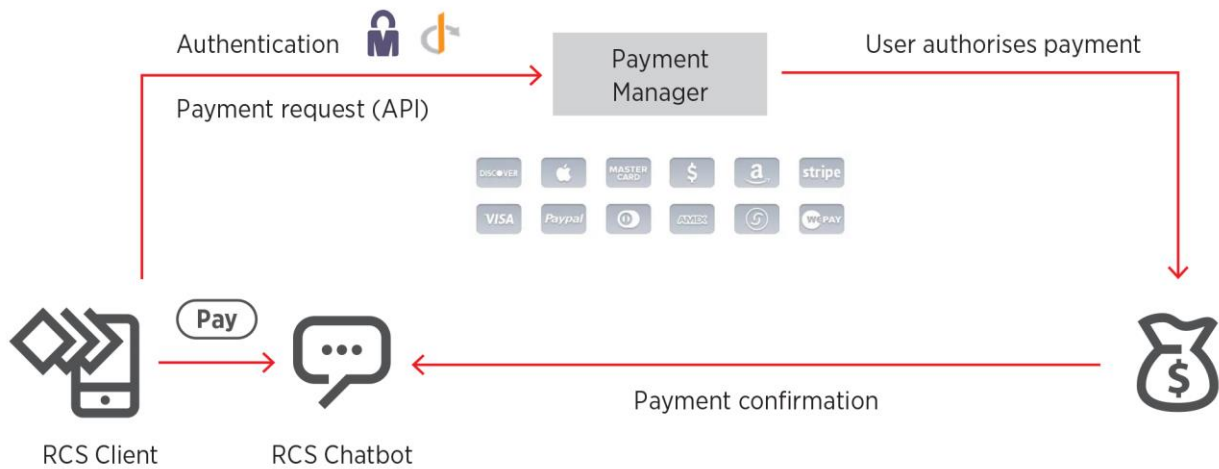 Authentication
Payment request (API)
Payment
Manager
User authorises payment
DISCOVER
MASTER
CARD
$
a
stripe
VISA
Paypal
AMEX
S
WePAY
Pay
$
Payment confirmation
RCS Client
RCS Chatbot